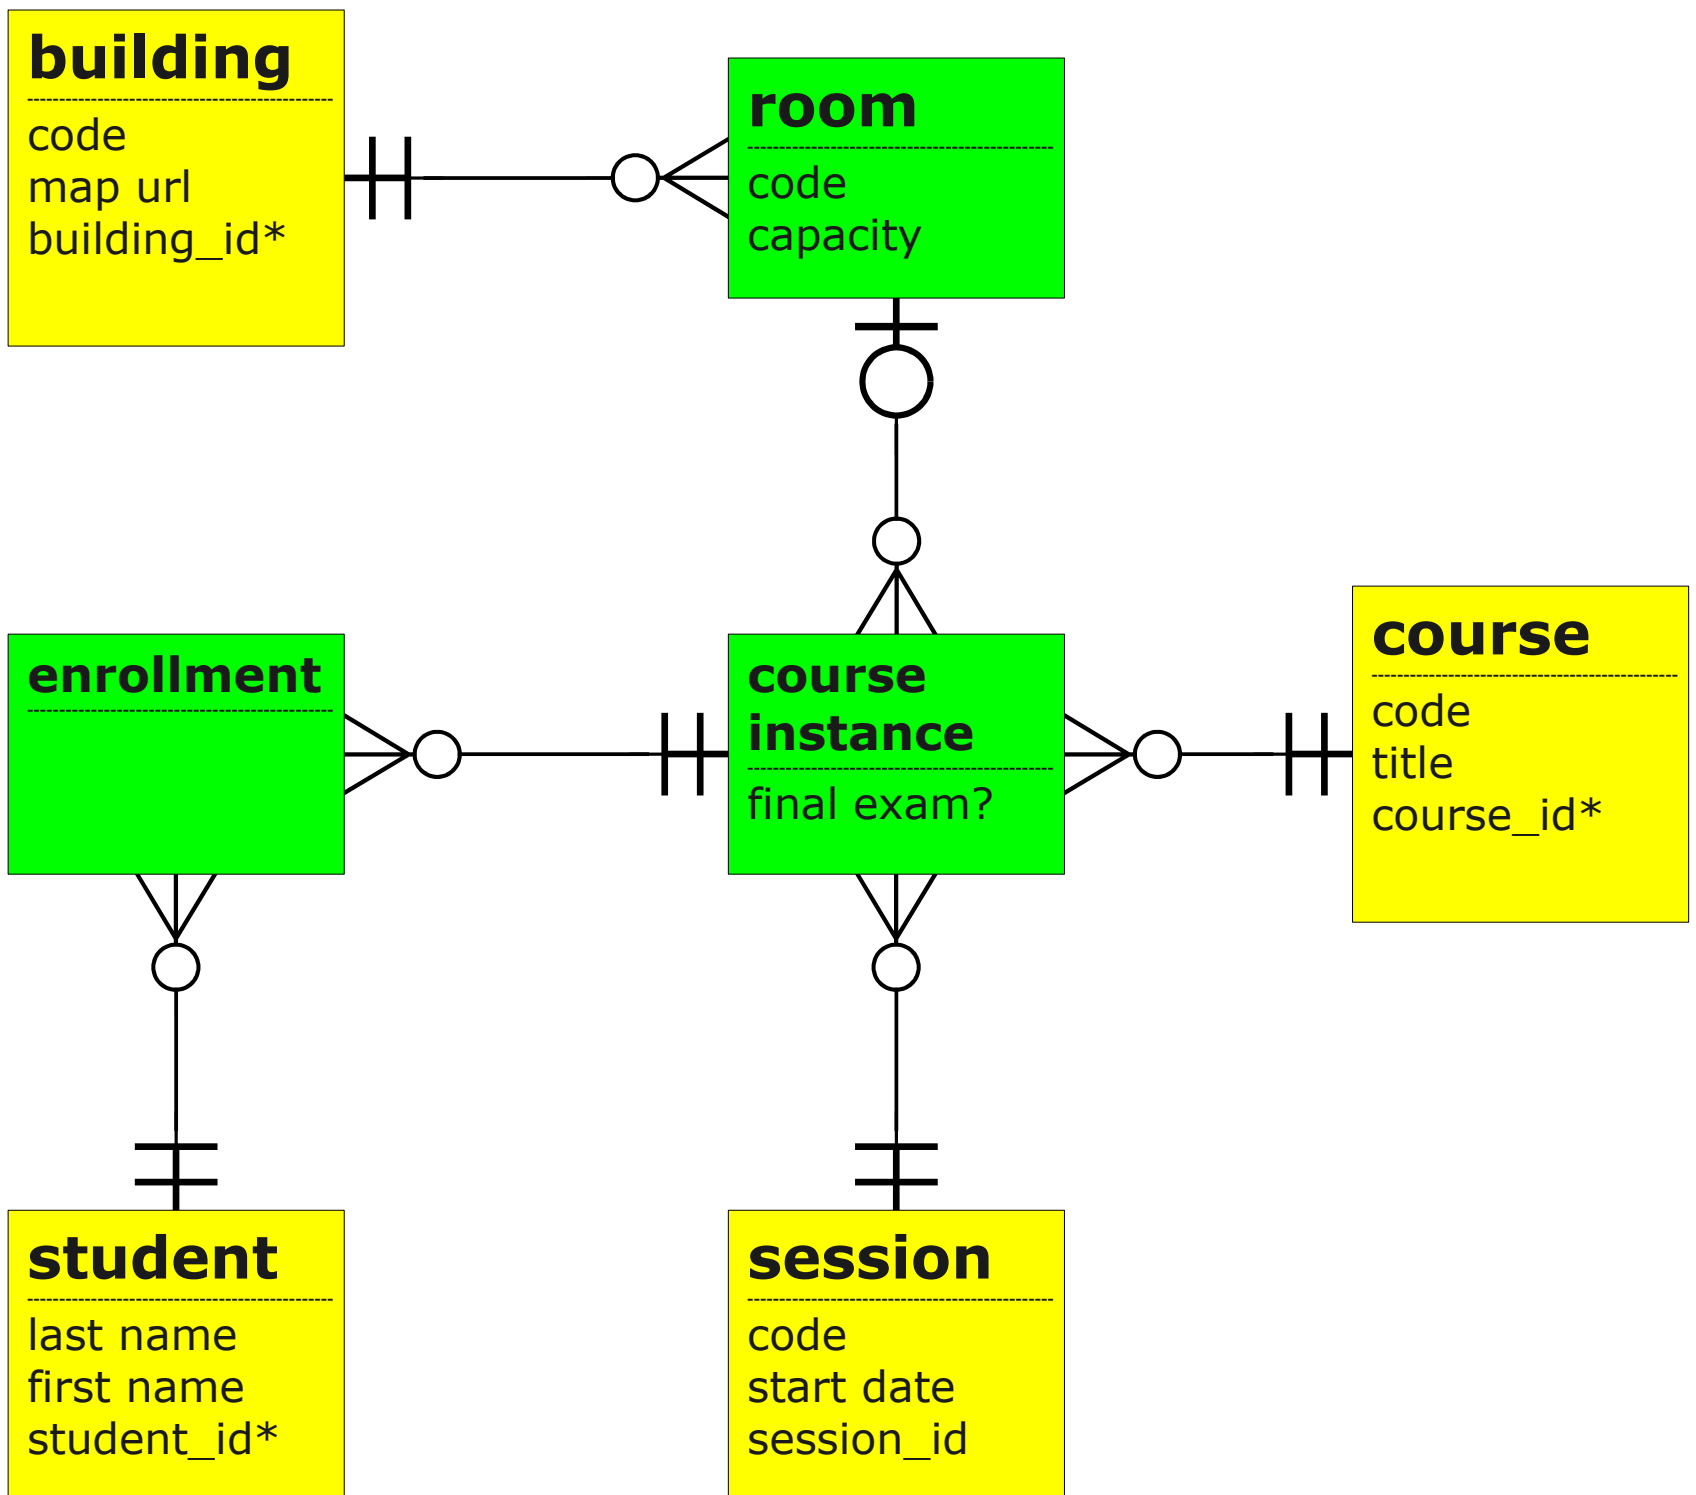 building
code
map url
building_id*
room
code
capacity
enrollment
course
instance
final exam?
course
code
title
course_id*
student
last name
first name
student_id*
session
code
start date
session_id